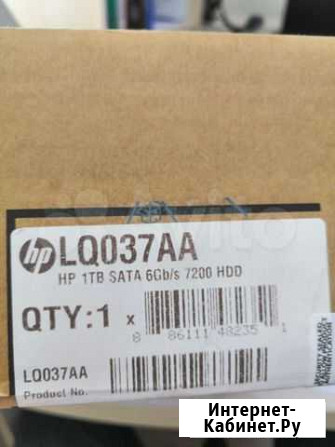 Avito
hp LQ037AA
HP 1TB SATA 6Gb/s 7200 HDD
QTY:1 x
8 86111 48235 1
LQ037AA
Product No.
Интернет-
Кабинет.Ру